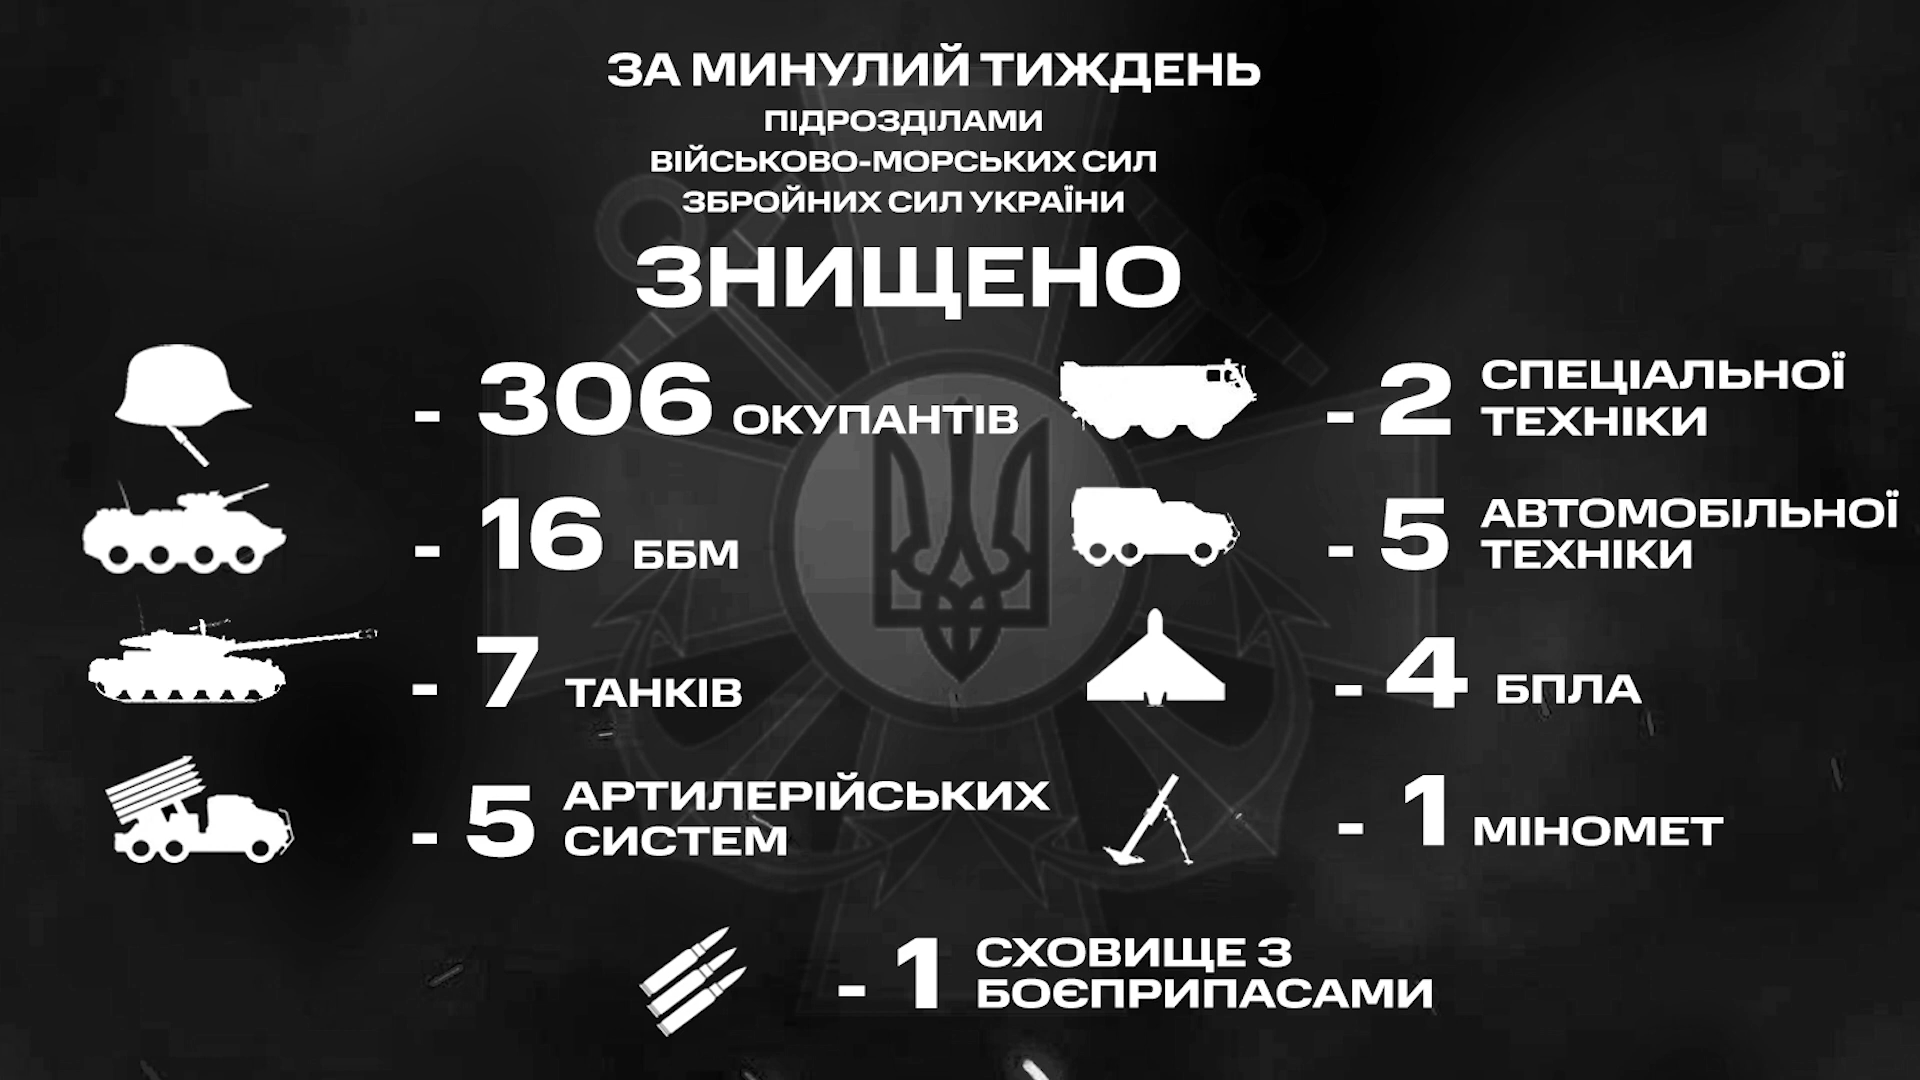 ЗА МИНУЛИЙ ТИЖДЕНЬ
ПІДРОЗДІЛАМИ
ВІЙСЬКОВО-МОРСЬКИХ СИЛ
ЗБРОЙНИХ СИЛ УКРАЇНИ
ЗНИЩЕНО
- 306 ОКУПАНТІВ
- 16 ББМ
- 7 ТАНКІВ
- 5 АРТИЛЕРІЙСЬКИХ
СИСТЕМ
- 2 СПЕЦІАЛЬНОЇ
ТЕХНІКИ
- 5 АВТОМОБІЛЬНОЇ
ТЕХНІКИ
- 4 БПЛА
- 1 МІНОМЕТ
- 1 СХОВИЩЕ З
БОЄПРИПАСАМИ